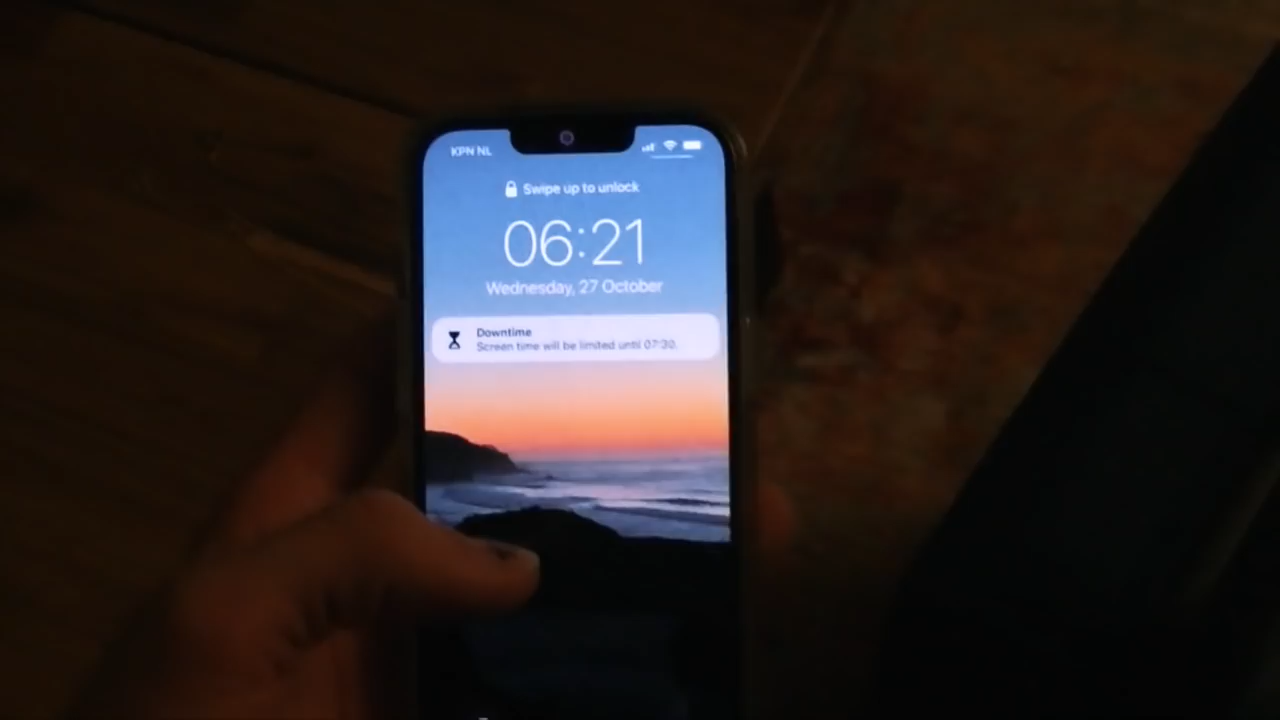 KPN NL
Swipe up to unlock
06:21
Wednesday, 27 October
Downtime
Screen time will be limited until 07:30.